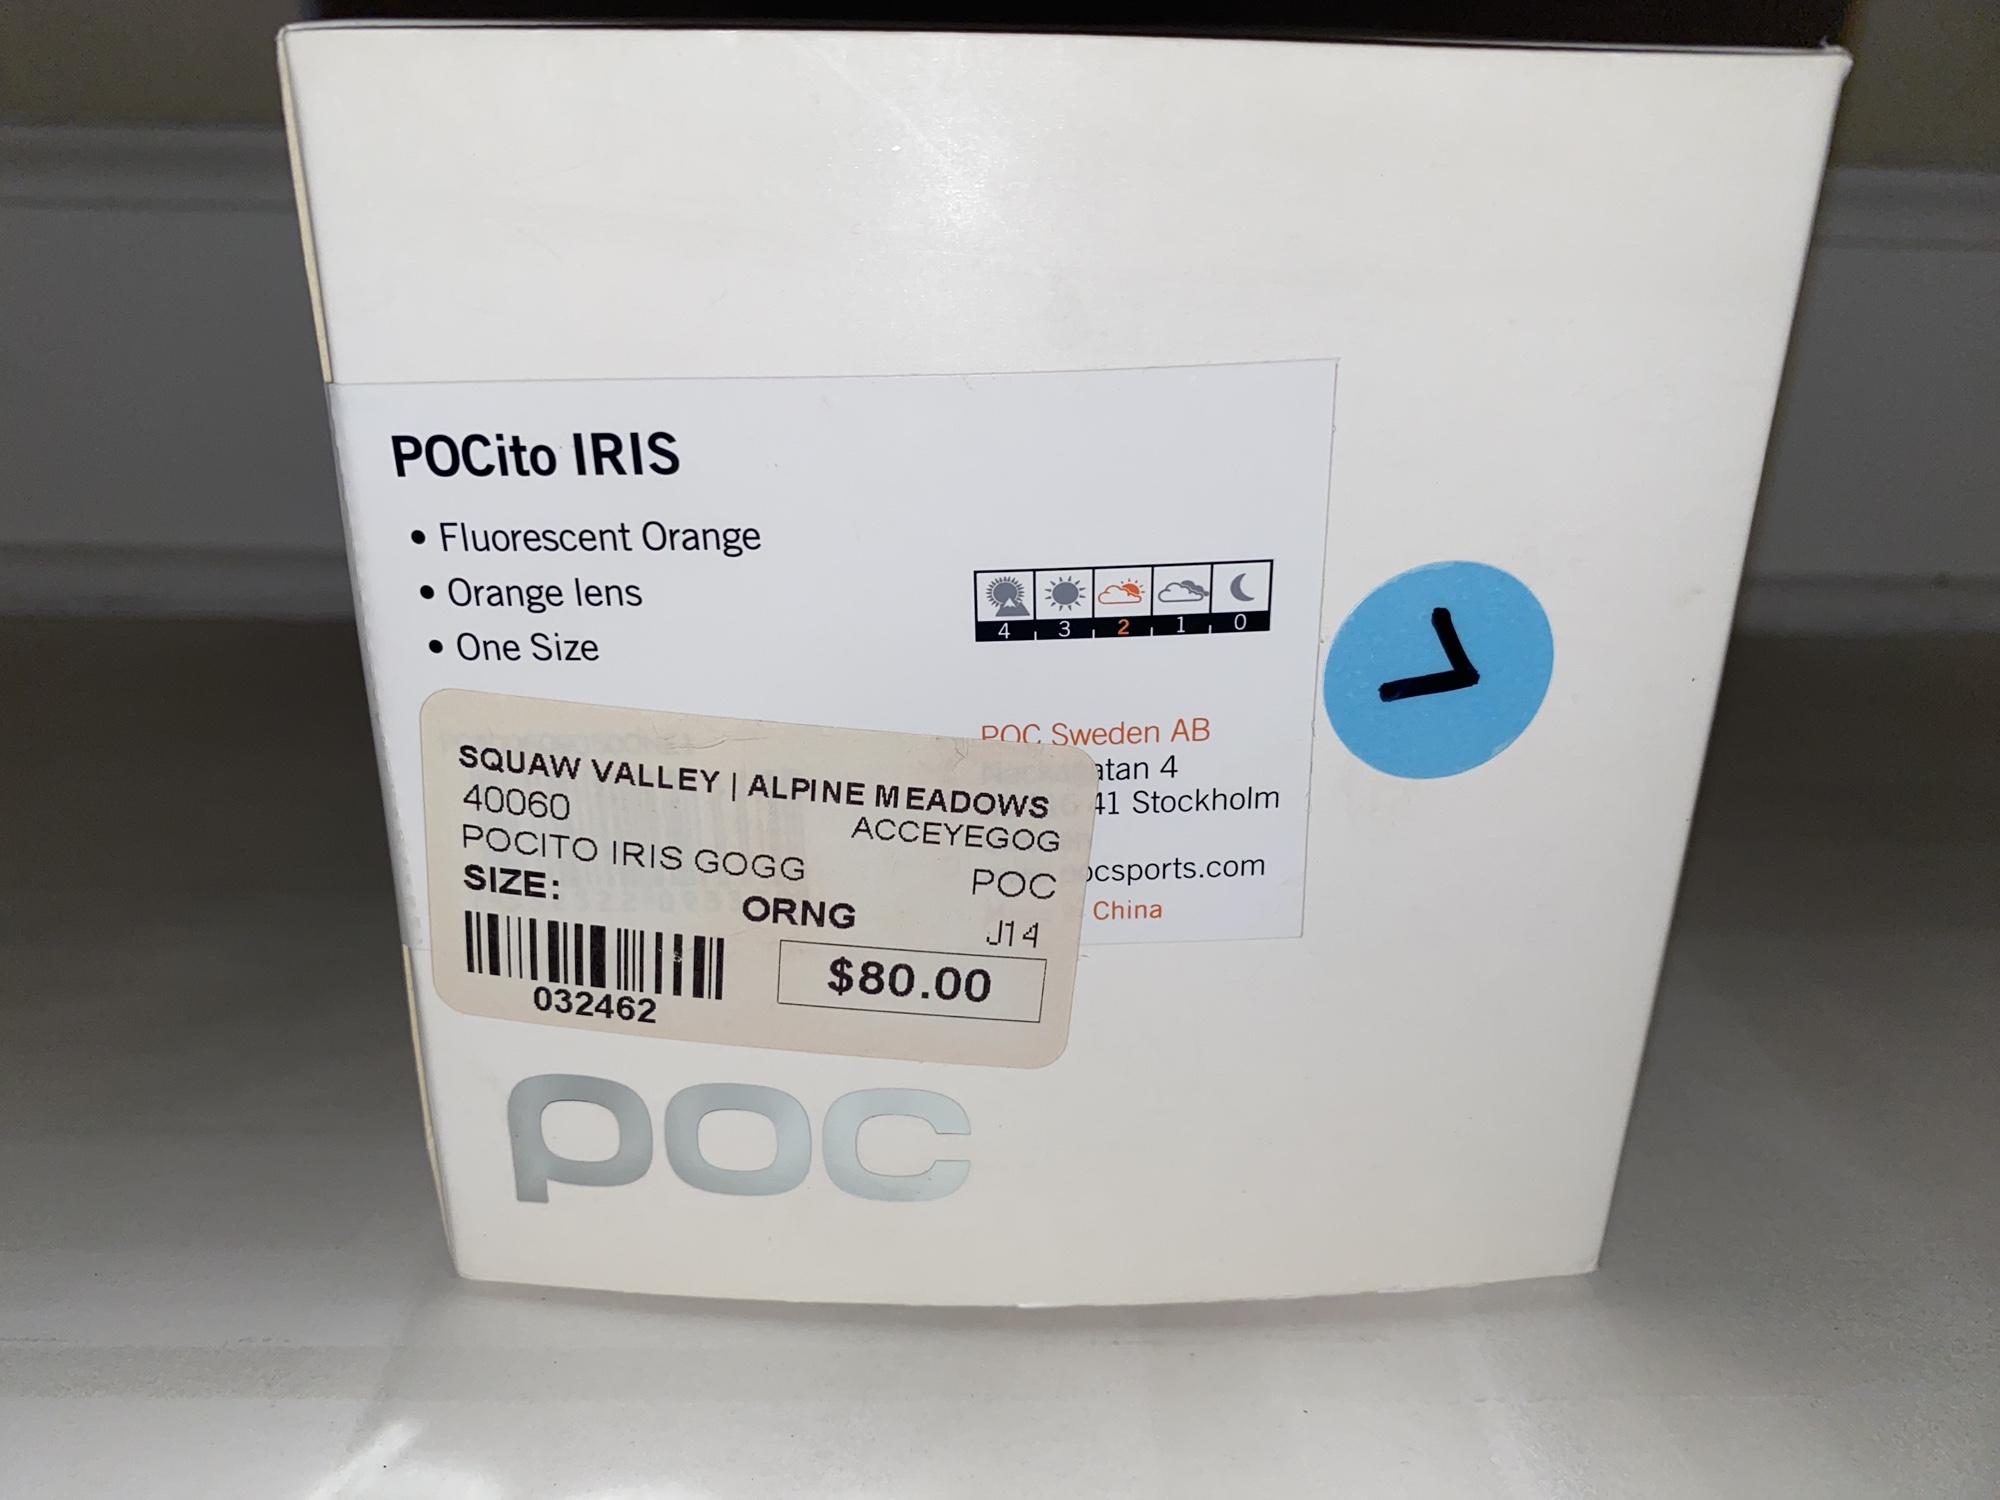 POCito IRIS
• Fluorescent Orange
• Orange lens
• One Size
4 3 2 1 0
POC Sweden AB
atan 4
41 Stockholm
ocsports.com
China
SQUAW VALLEY | ALPINE MEADOWS
40060 ACCEYEGOG
POCITO IRIS GOGG
SIZE: POC
ORNG J14
$80.00
032462
POC